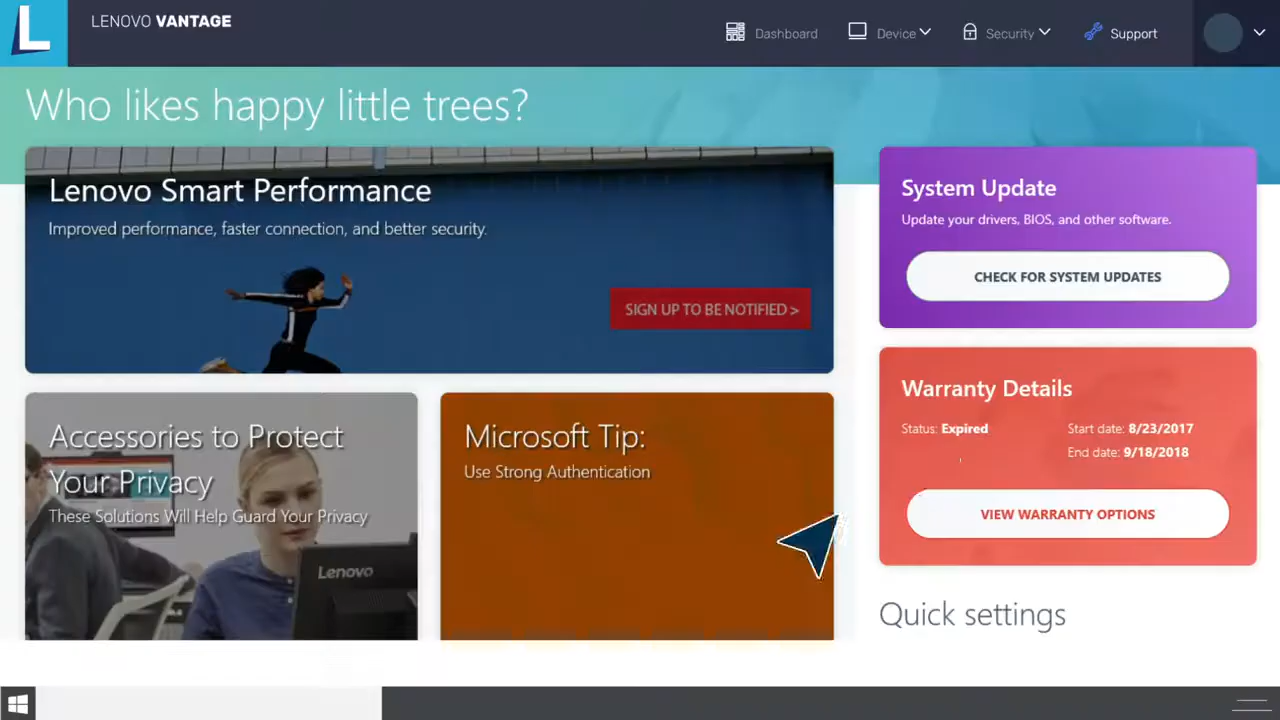 L
LENOVO VANTAGE
Dashboard
Device
Security
Support
Who likes happy little trees?
Lenovo Smart Performance
Improved performance, faster connection, and better security.
SIGN UP TO BE NOTIFIED >
System Update
Update your drivers, BIOS, and other software.
CHECK FOR SYSTEM UPDATES
Warranty Details
Status: Expired
Start date: 8/23/2017
End date: 9/18/2018
VIEW WARRANTY OPTIONS
Accessories to Protect
Your Privacy
These Solutions Will Help Guard Your Privacy
Lenovo
Microsoft Tip:
Use Strong Authentication
Quick settings